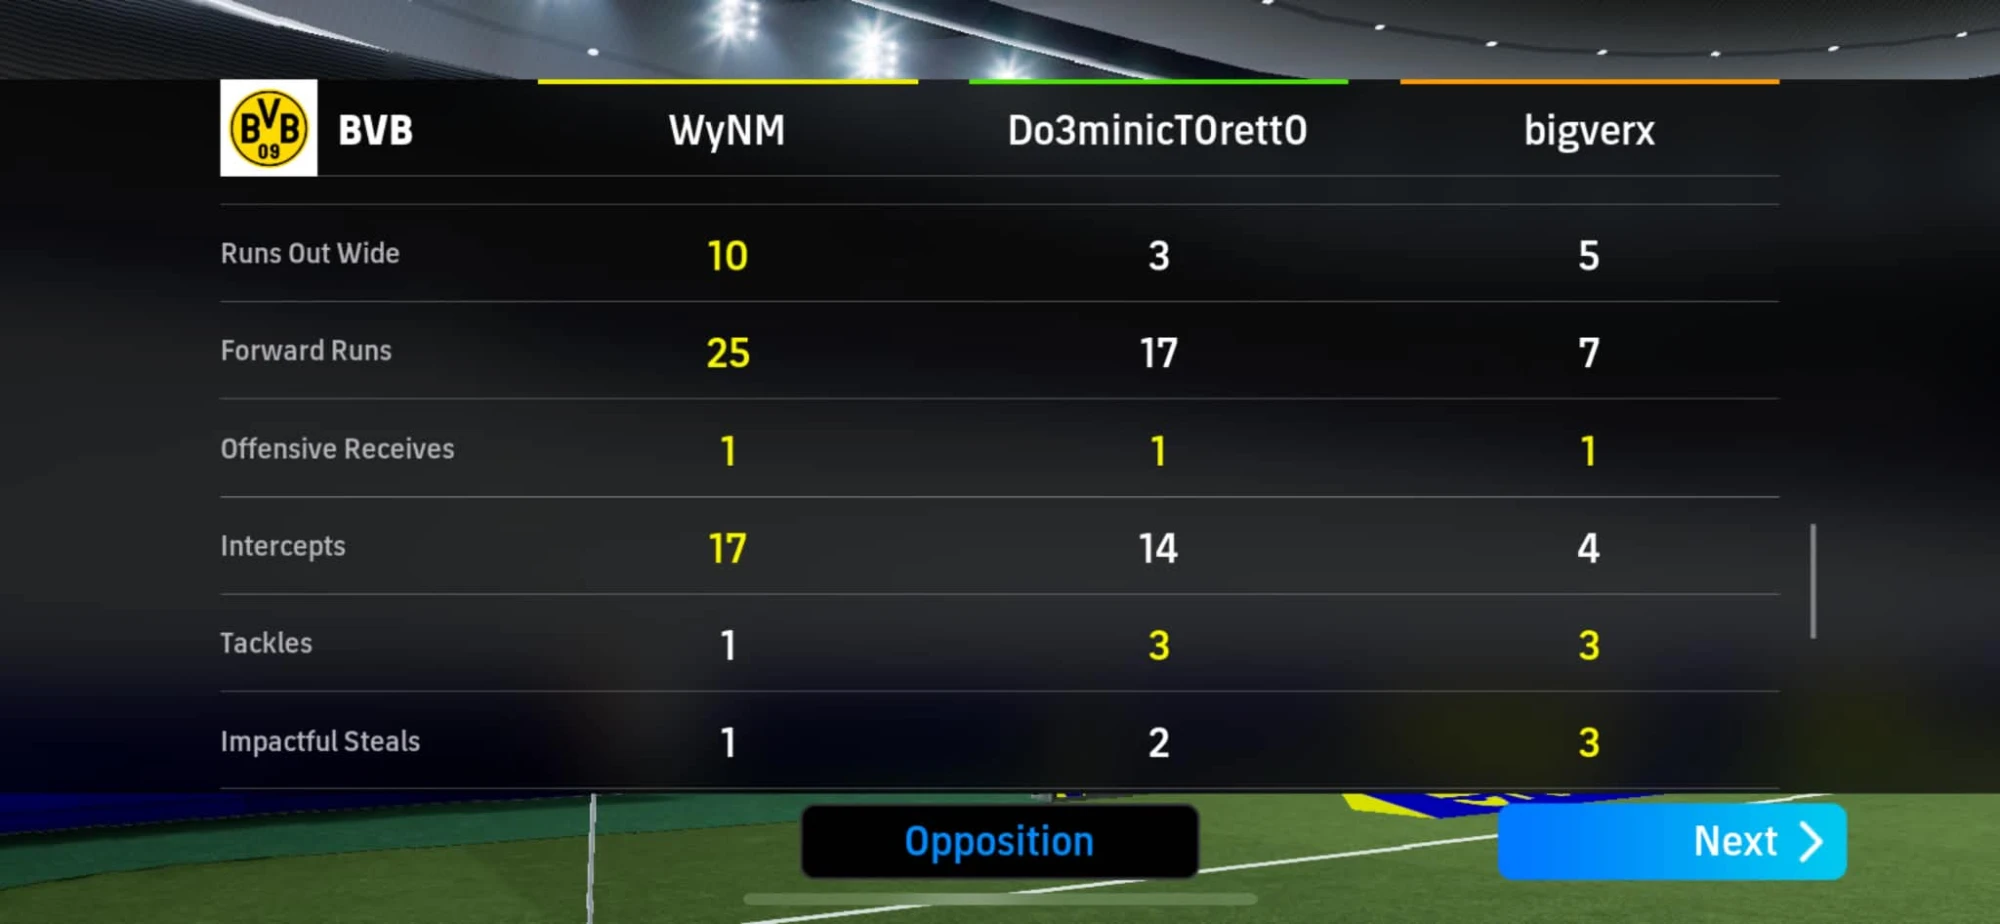 BVB 09 BVB WyNM Do3minicT0rett0 bigverx
Runs Out Wide 10 3 5
Forward Runs 25 17 7
Offensive Receives 1 1 1
Intercepts 17 14 4
Tackles 1 3 3
Impactful Steals 1 2 3
Opposition Next